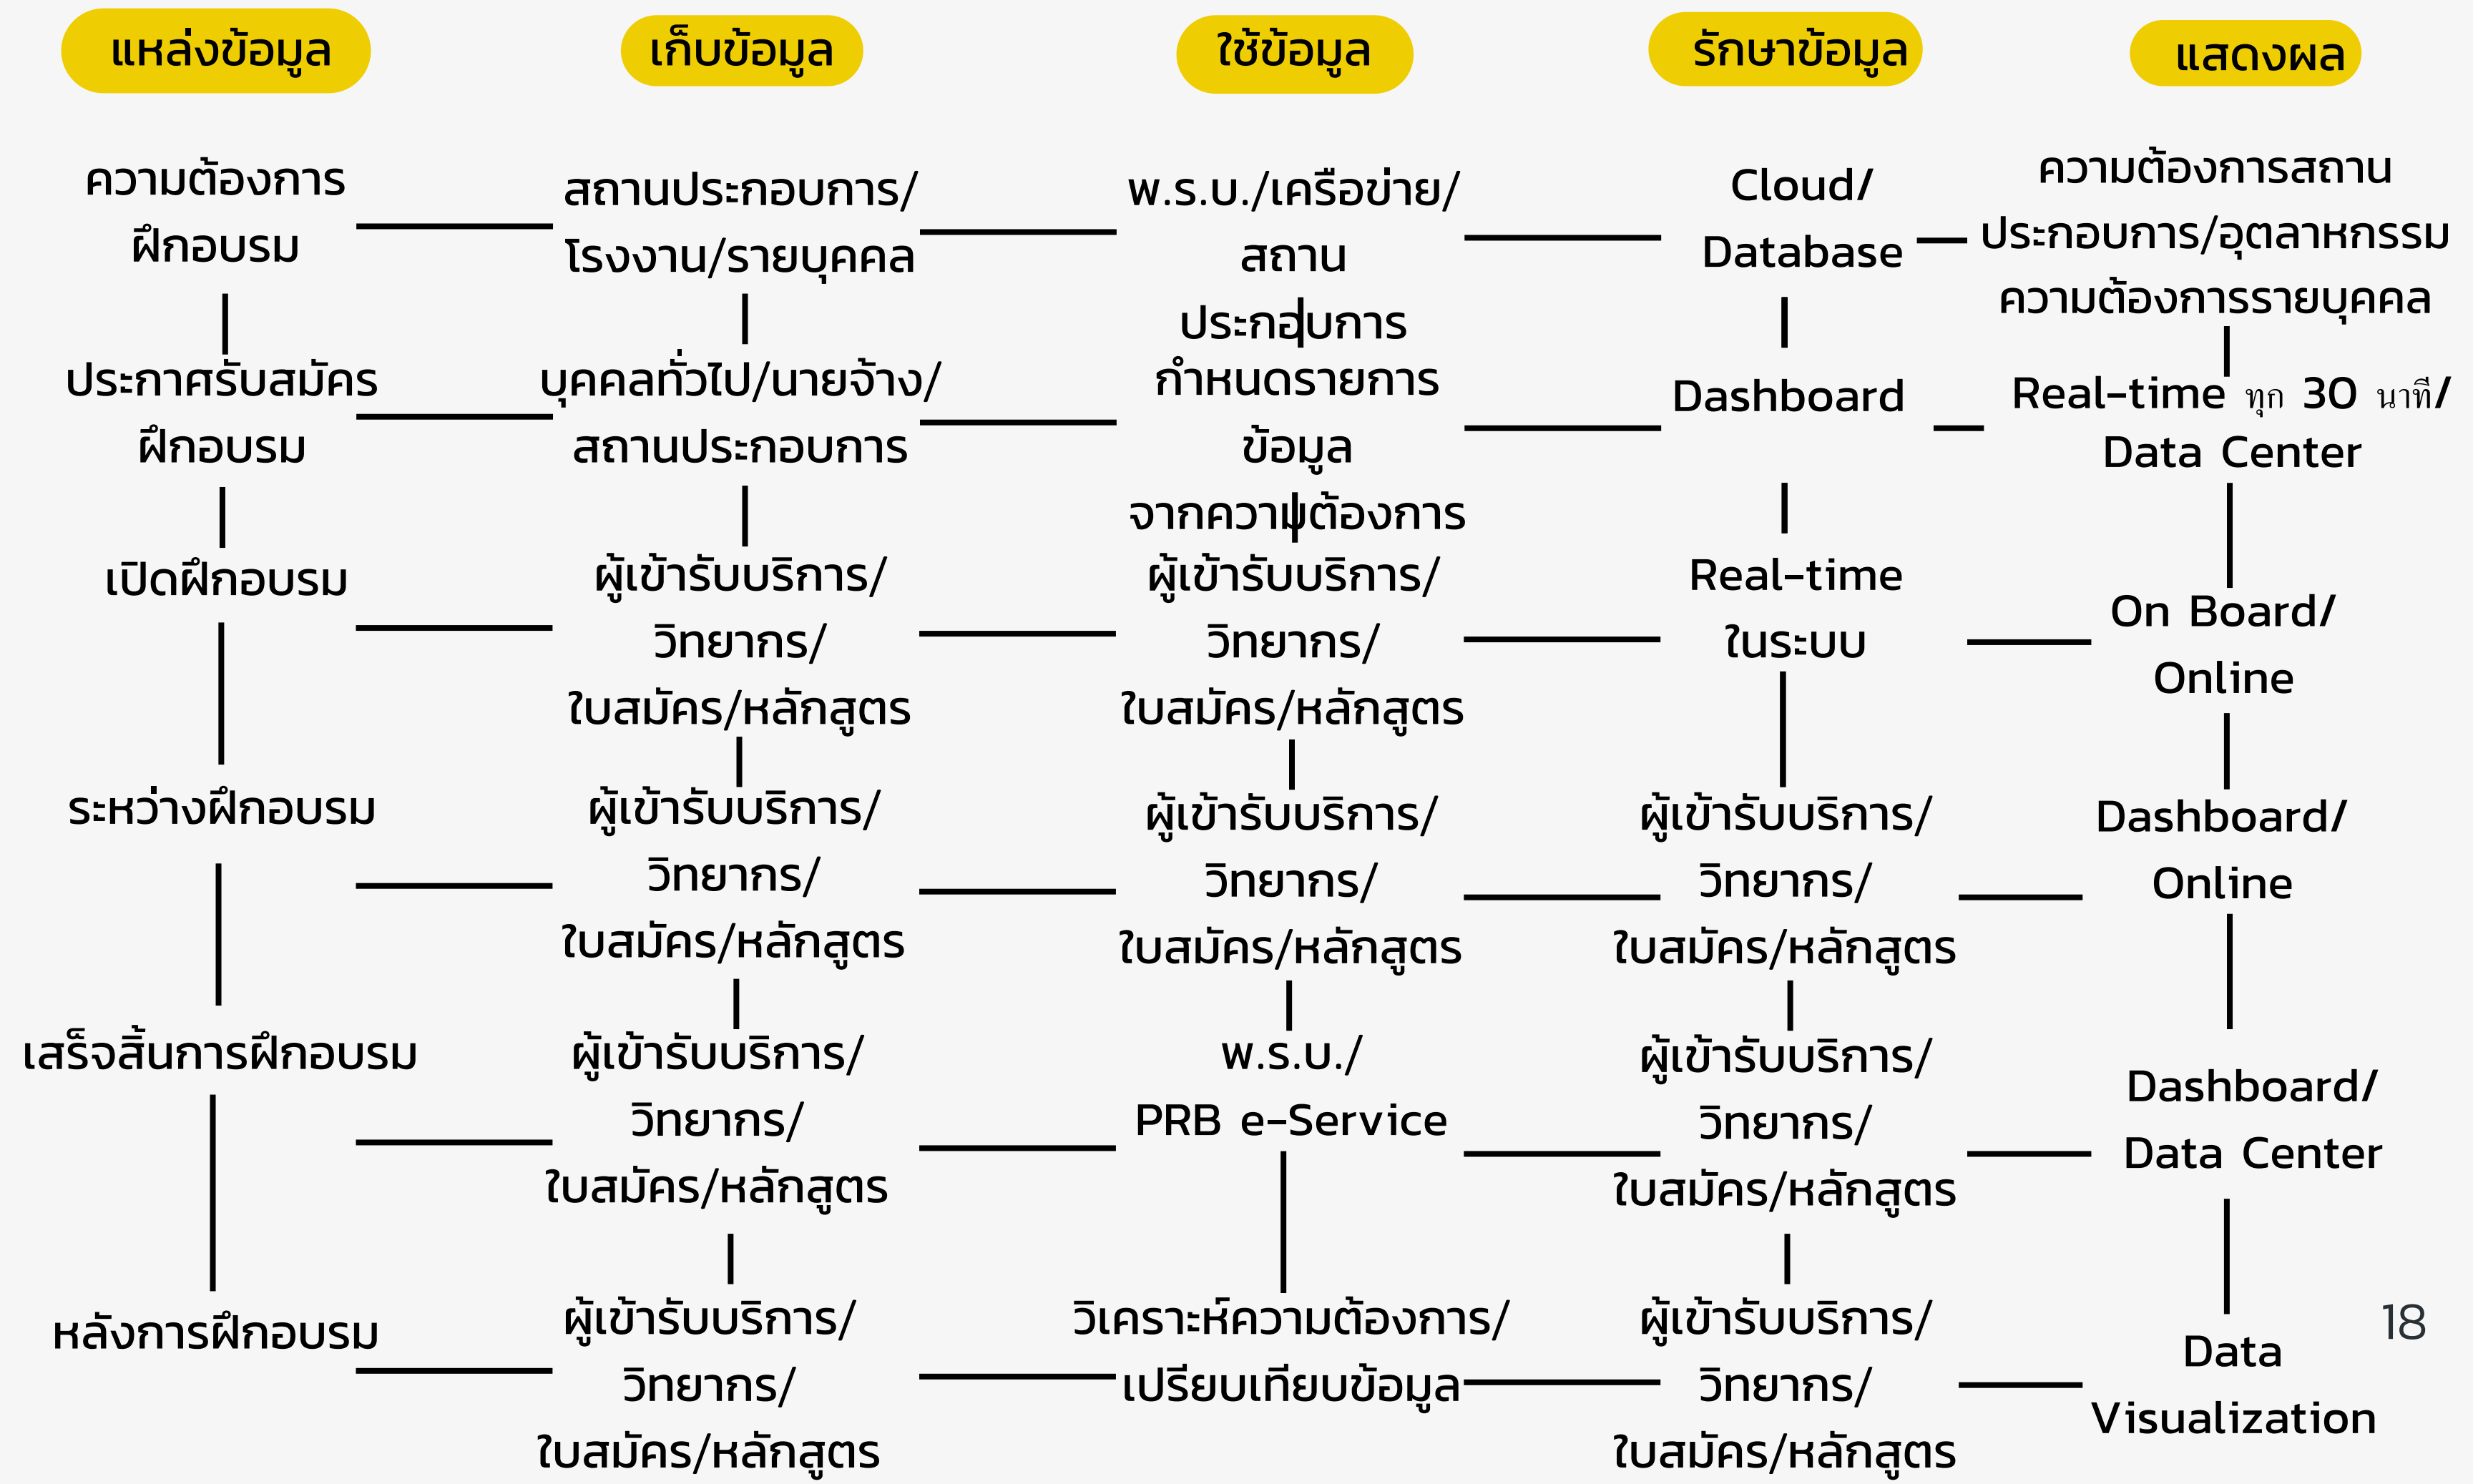 แหล่งข้อมูล
เก็บข้อมูล
ใช้ข้อมูล
รักษาข้อมูล
แสดงผล
ความต้องการ
ฝึกอบรม
สถานประกอบการ/
โรงงาน/รายบุคคล
พ.ร.บ./เครือข่าย/
สถาน
ประกอบการ
Cloud/
Database
ความต้องการสถาน
ประกอบการ/อุตสาหกรรม
ความต้องการรายบุคคล
ประกาศรับสมัคร
ฝึกอบรม
บุคคลทั่วไป/นายจ้าง/
สถานประกอบการ
กำหนดรายการ
ข้อมูล
จากความต้องการ
Dashboard
Real-time ทุก 30 นาที/
Data Center
เปิดฝึกอบรม
ผู้เข้ารับบริการ/
วิทยากร/
ใบสมัคร/หลักสูตร
ผู้เข้ารับบริการ/
วิทยากร/
ใบสมัคร/หลักสูตร
Real-time
ในระบบ
On Board/
Online
ระหว่างฝึกอบรม
ผู้เข้ารับบริการ/
วิทยากร/
ใบสมัคร/หลักสูตร
ผู้เข้ารับบริการ/
วิทยากร/
ใบสมัคร/หลักสูตร
ผู้เข้ารับบริการ/
วิทยากร/
ใบสมัคร/หลักสูตร
Dashboard/
Online
เสร็จสิ้นการฝึกอบรม
ผู้เข้ารับบริการ/
วิทยากร/
ใบสมัคร/หลักสูตร
พ.ร.บ./
PRB e-Service
ผู้เข้ารับบริการ/
วิทยากร/
ใบสมัคร/หลักสูตร
Dashboard/
Data Center
หลังการฝึกอบรม
ผู้เข้ารับบริการ/
วิทยากร/
ใบสมัคร/หลักสูตร
วิเคราะห์ความต้องการ/
เปรียบเทียบข้อมูล
ผู้เข้ารับบริการ/
วิทยากร/
ใบสมัคร/หลักสูตร
Data
Visualization
18